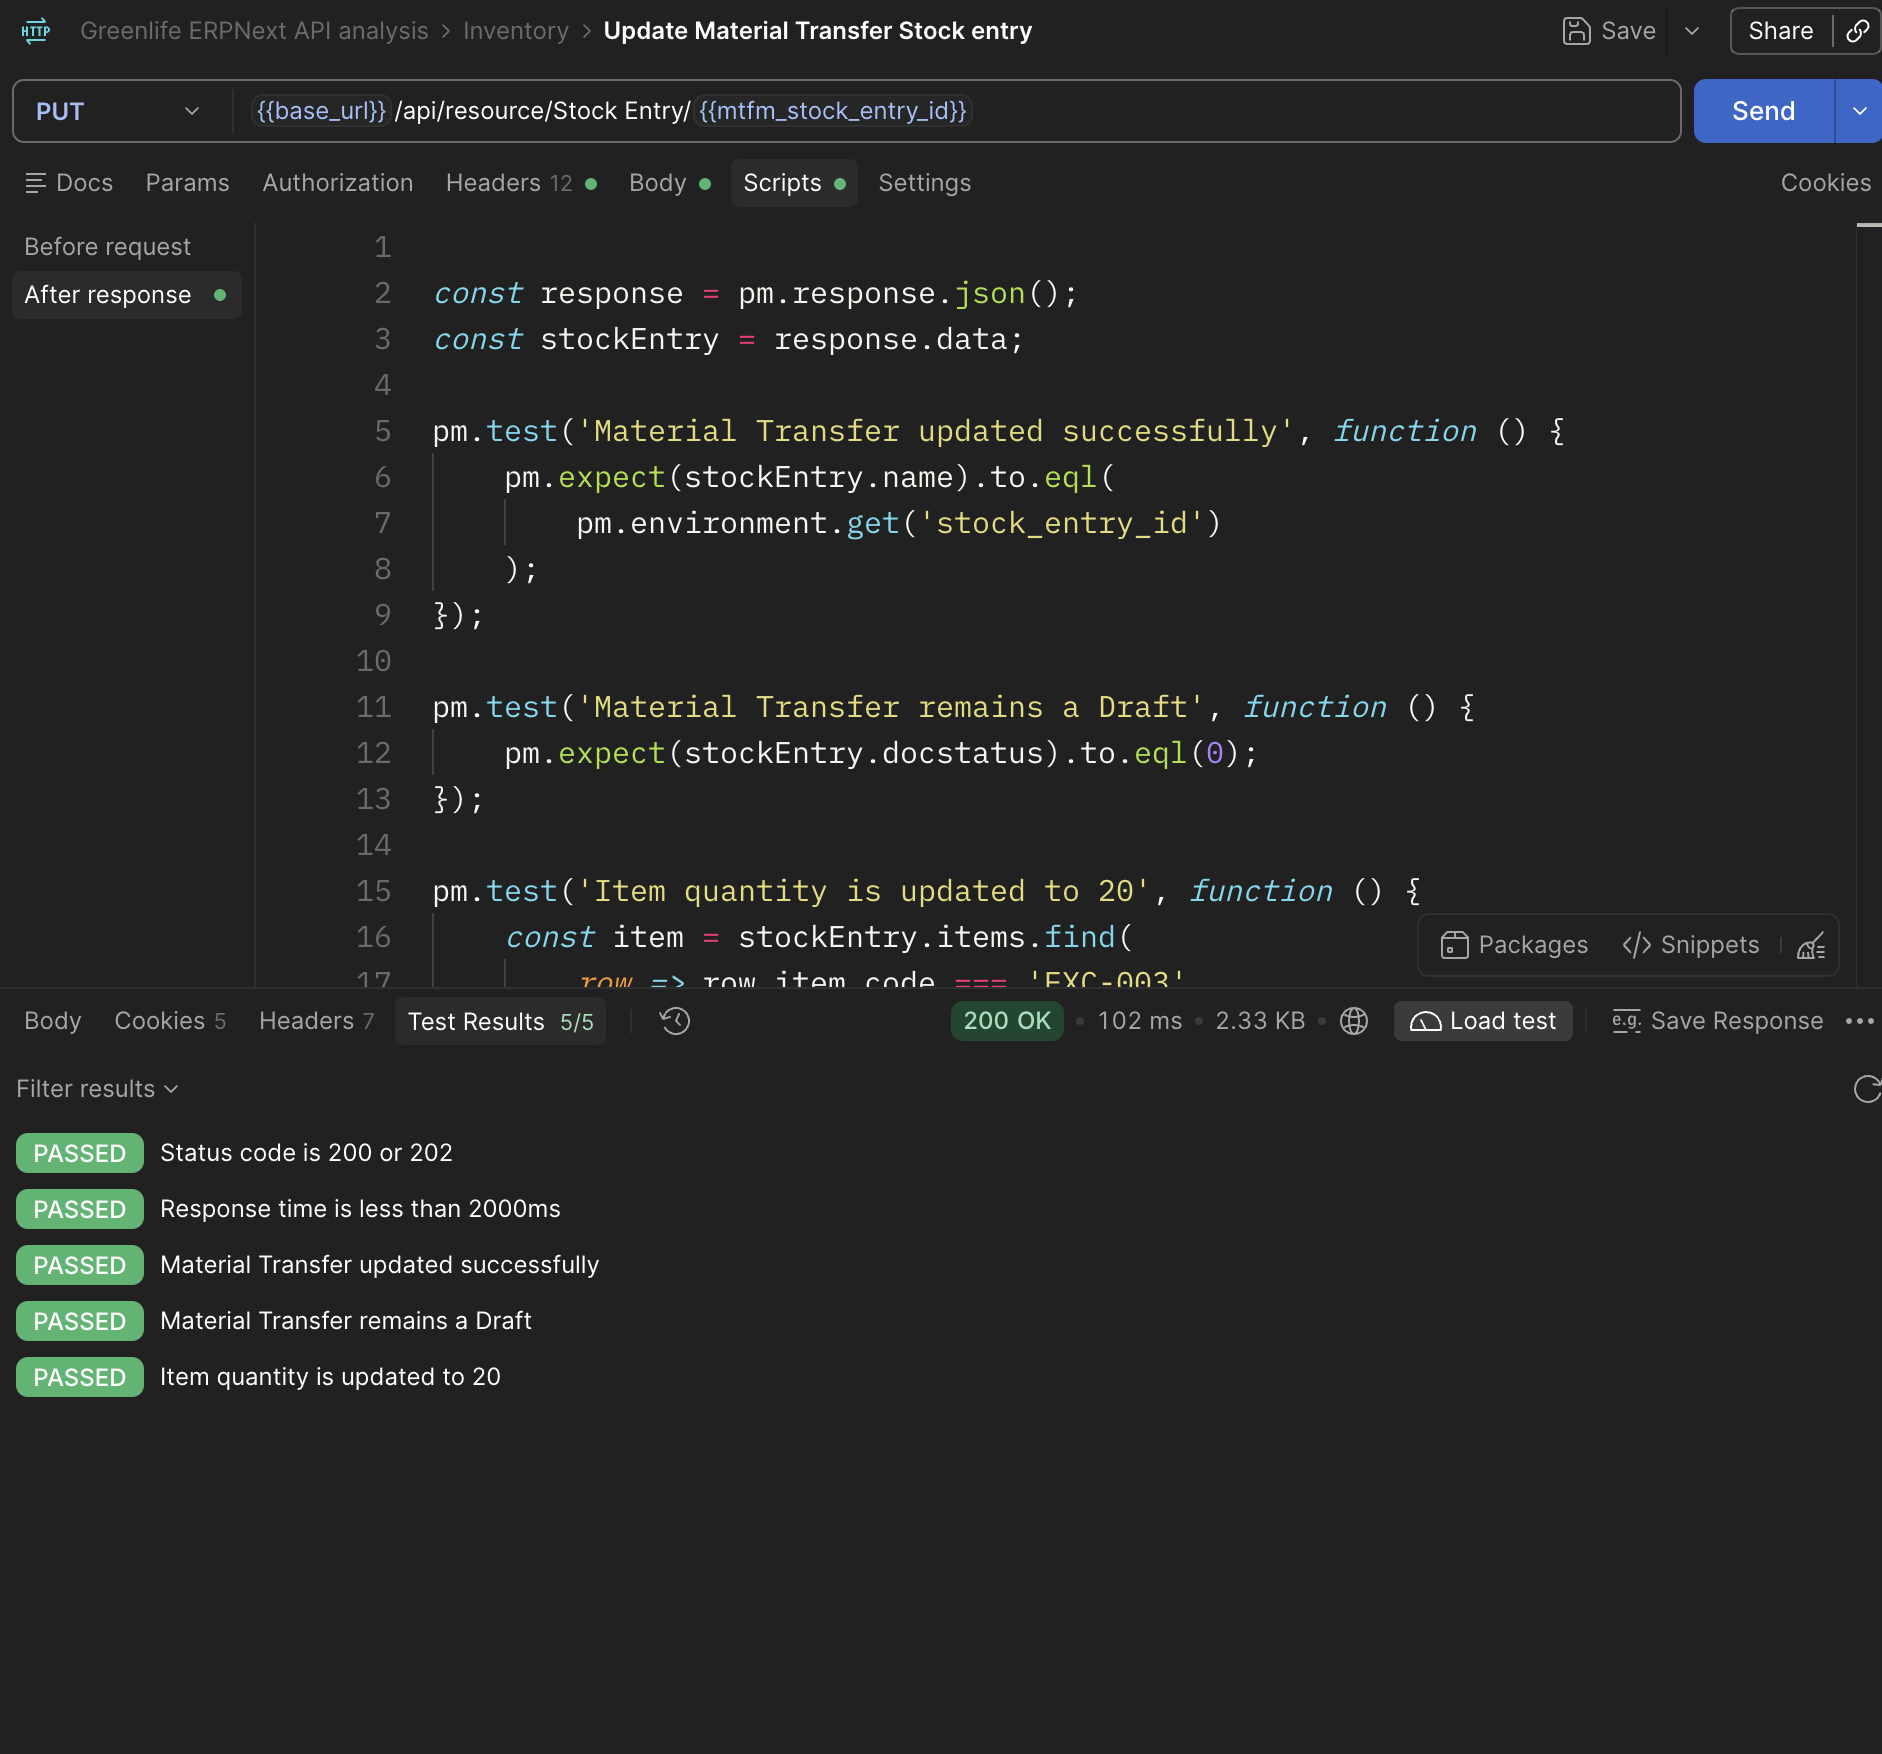 HTTP Greenlife ERPNext API analysis > Inventory > Update Material Transfer Stock entry Save Share
PUT {{base_url}}/api/resource/Stock Entry/{{mtfm_stock_entry_id}} Send
Docs Params Authorization Headers 12 Body Scripts Settings Cookies
Before request
After response
1
2 const response = pm.response.json();
3 const stockEntry = response.data;
4
5 pm.test('Material Transfer updated successfully', function () {
6 pm.expect(stockEntry.name).to.eql(
7 pm.environment.get('stock_entry_id')
8 );
9 });
10
11 pm.test('Material Transfer remains a Draft', function () {
12 pm.expect(stockEntry.docstatus).to.eql(0);
13 });
14
15 pm.test('Item quantity is updated to 20', function () {
16 const item = stockEntry.items.find(
17 row => row.item_code === 'EXC-003'
Packages </> Snippets
Body Cookies 5 Headers 7 Test Results 5/5 200 OK • 102 ms • 2.33 KB • Load test e.g. Save Response
Filter results
PASSED Status code is 200 or 202
PASSED Response time is less than 2000ms
PASSED Material Transfer updated successfully
PASSED Material Transfer remains a Draft
PASSED Item quantity is updated to 20